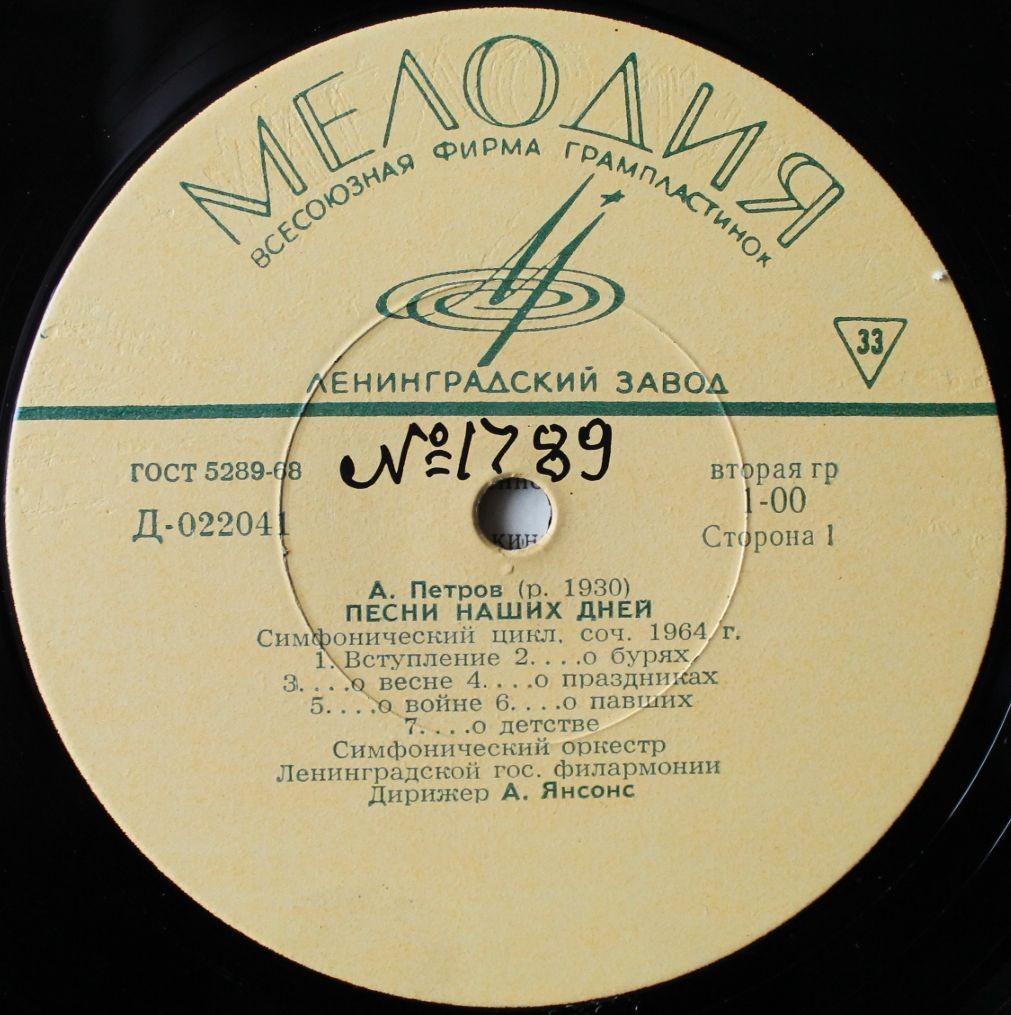 МЕЛОДИЯ
ВСЕСОЮЗНАЯ ФИРМА ГРАМПЛАСТИНОК
33
ЛЕНИНГРАДСКИЙ ЗАВОД
№1789
ГОСТ 5289-68
вторая гр
Д-022041
1-00
Сторона 1
А. Петров (р. 1930)
ПЕСНИ НАШИХ ДНЕЙ
Симфонический цикл, соч. 1964 г.
1. Вступление 2. . . .о бурях
3. . . .о весне 4. . . .о праздниках
5. . . .о войне 6. . . .о павших
7. . . .о детстве
Симфонический оркестр
Ленинградской гос. филармонии
Дирижер А. Янсонс